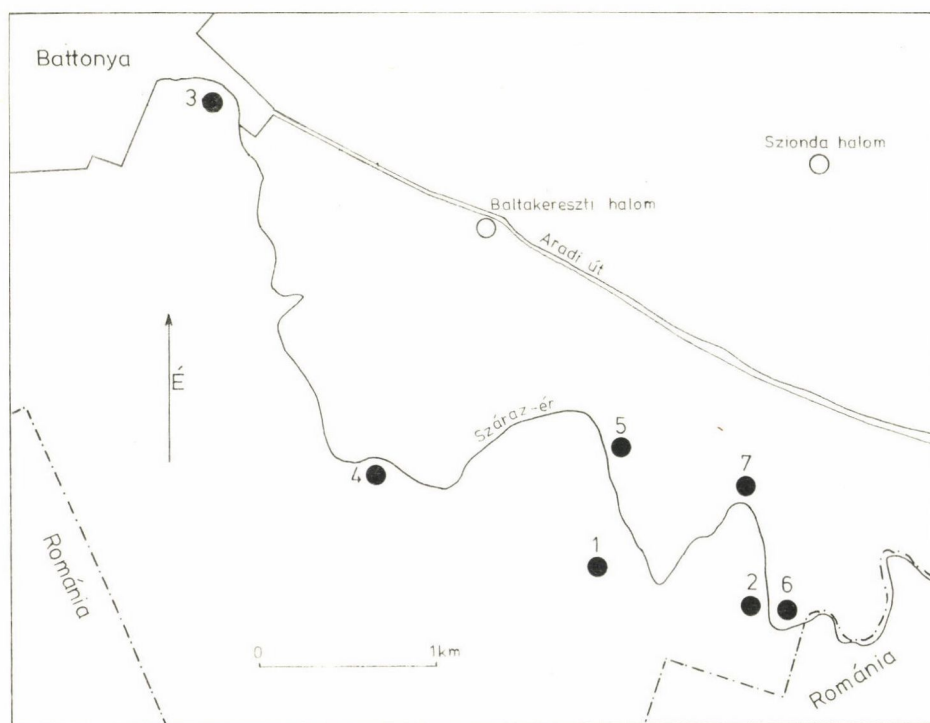 Battonya
3
Szionda halom
Baltakereszti halom
Aradi út
É
Száraz-ér
5
4
7
1
2 6
Románia
0 1km
Románia